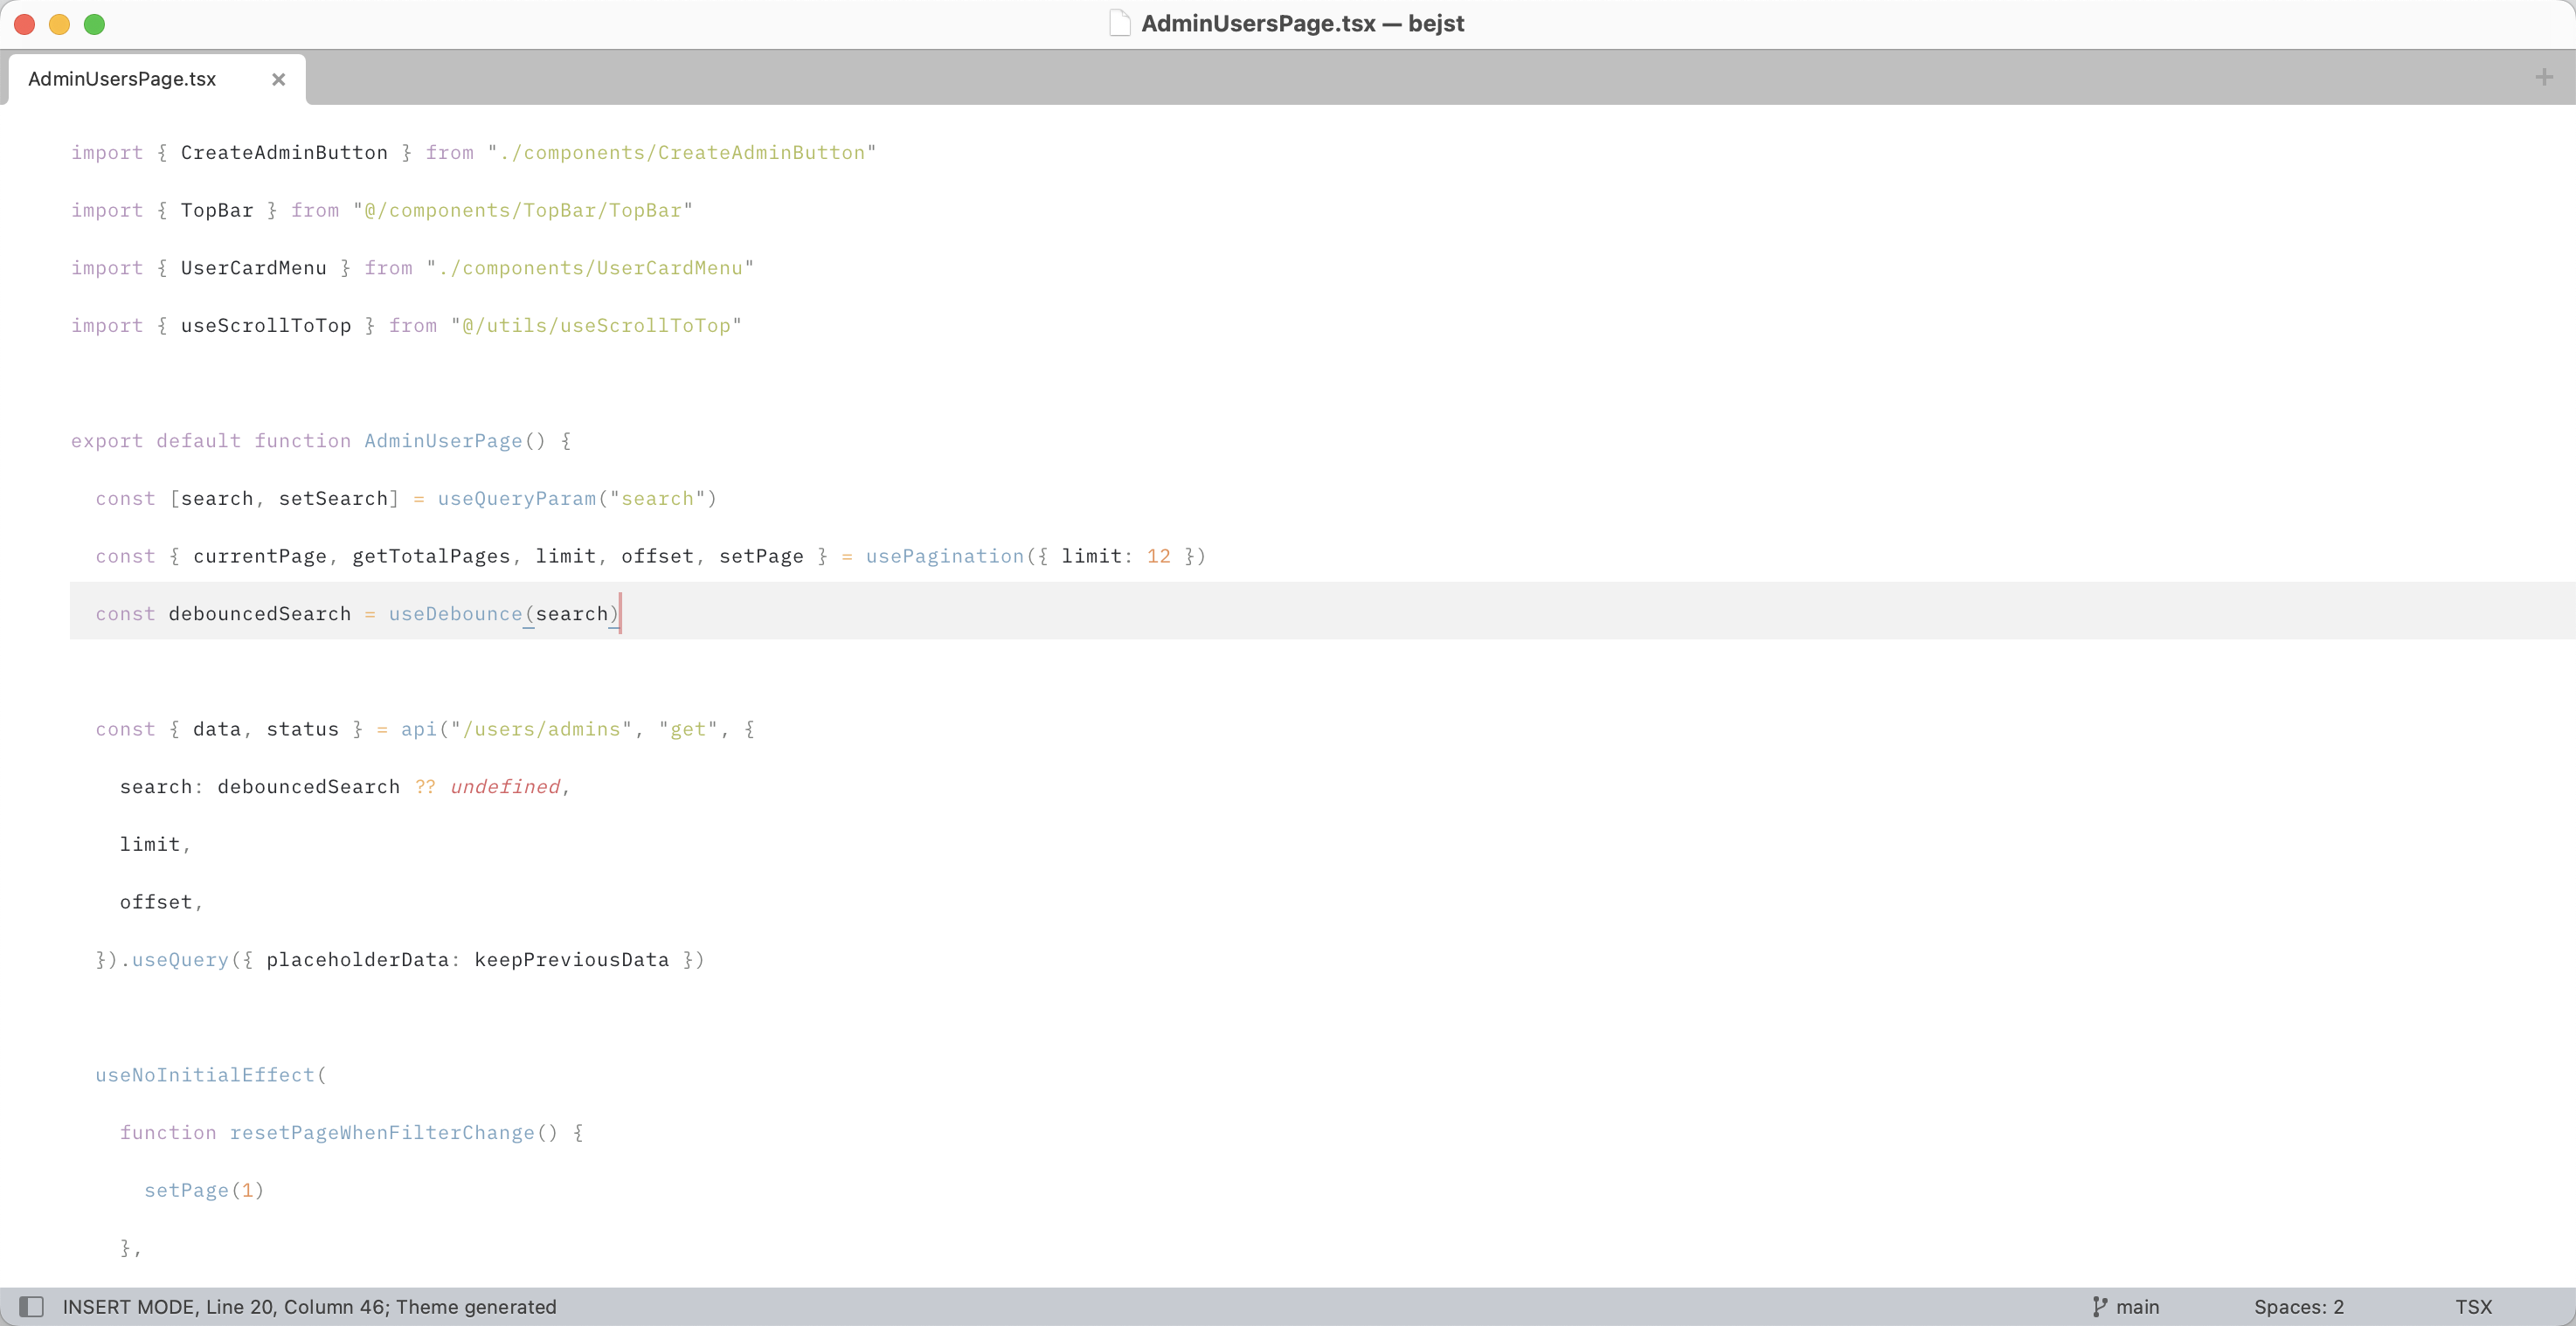 AdminUsersPage.tsx — bejst
AdminUsersPage.tsx
import { CreateAdminButton } from "./components/CreateAdminButton"
import { TopBar } from "@/components/TopBar/TopBar"
import { UserCardMenu } from "./components/UserCardMenu"
import { useScrollToTop } from "@/utils/useScrollToTop"
export default function AdminUserPage() {
  const [search, setSearch] = useQueryParam("search")
  const { currentPage, getTotalPages, limit, offset, setPage } = usePagination({ limit: 12 })
  const debouncedSearch = useDebounce(search)
  const { data, status } = api("/users/admins", "get", {
    search: debouncedSearch ?? undefined,
    limit,
    offset,
  }).useQuery({ placeholderData: keepPreviousData })
  useNoInitialEffect(
    function resetPageWhenFilterChange() {
      setPage(1)
    },
INSERT MODE, Line 20, Column 46; Theme generated
main
Spaces: 2
TSX